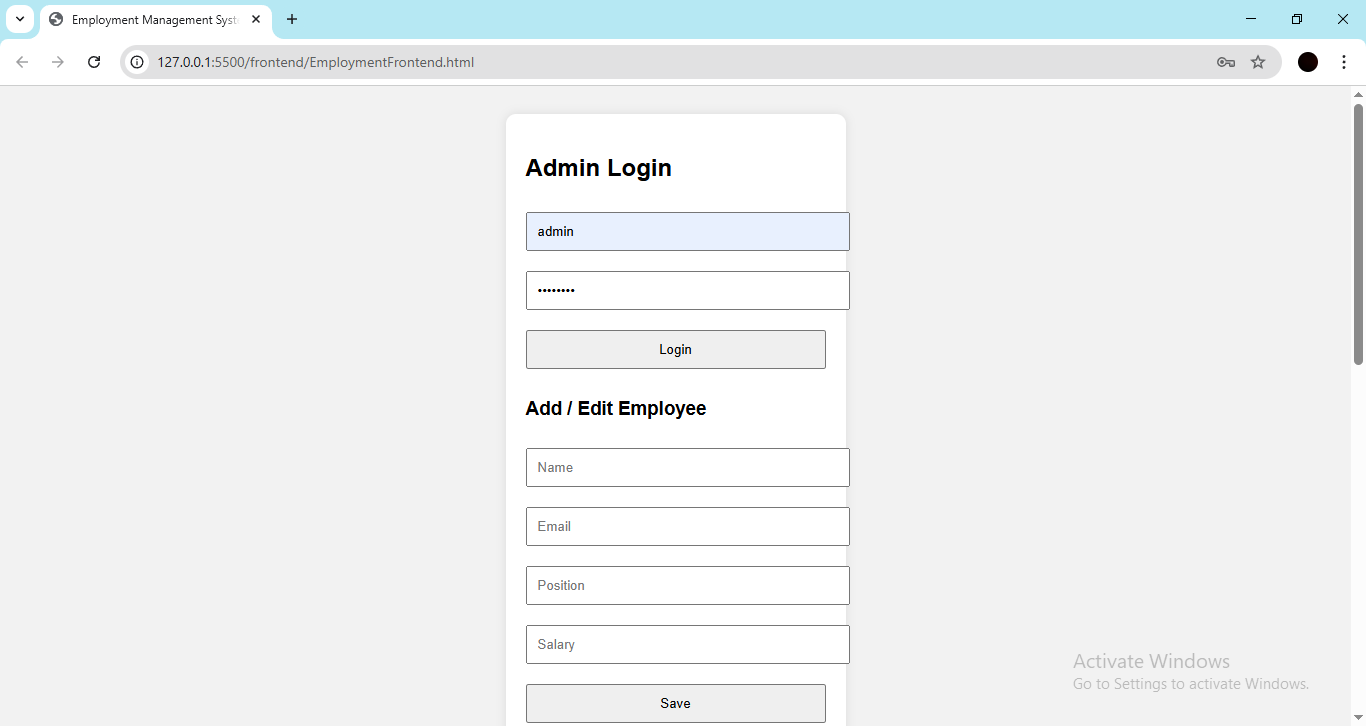 Employment Management Syst
127.0.0.1:5500/frontend/EmploymentFrontend.html
Admin Login
admin
••••••••
Login
Add / Edit Employee
Name
Email
Position
Salary
Save
Activate Windows
Go to Settings to activate Windows.